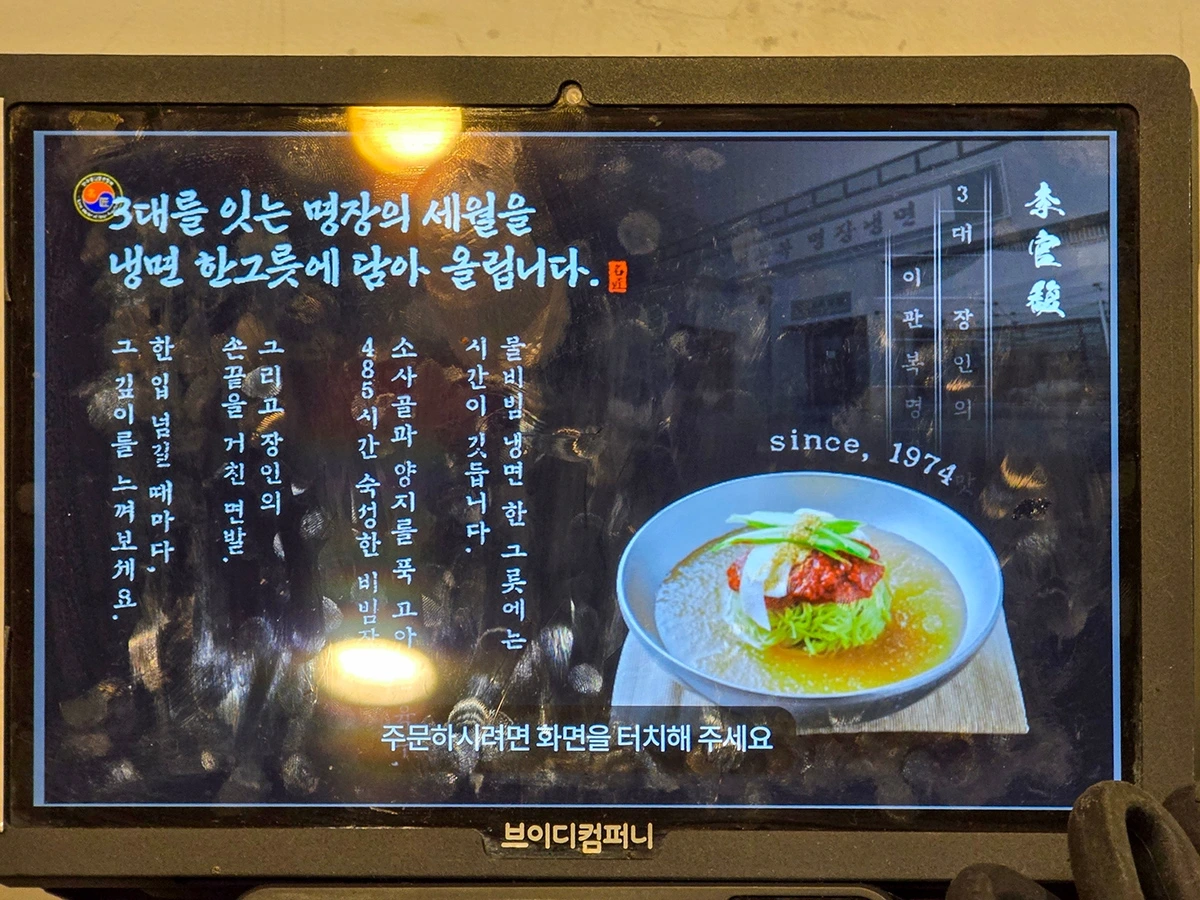 3대를 잇는 명장의 세월을
냉면 한그릇에 담아 올립니다.
물비빔냉면 한 그릇에는
시간이 깃듭니다.
소사골과 양지를 푹 고아
485시간 숙성한
그리고 장인의
손끝을 거친 면발.
한 입 넘길 때마다.
그 깊이를 느껴보세요.
3대 장인의
이판복명
명장냉면
since, 1974
주문하시려면 화면을 터치해 주세요
브이디컴퍼니